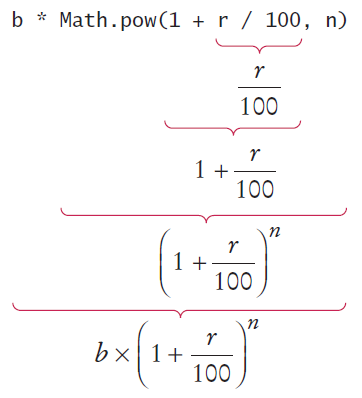 b * Math.pow(1 + r / 100, n)
r
100
1 + r
100
(1 + r
100)n
b × (1 + r
100)n